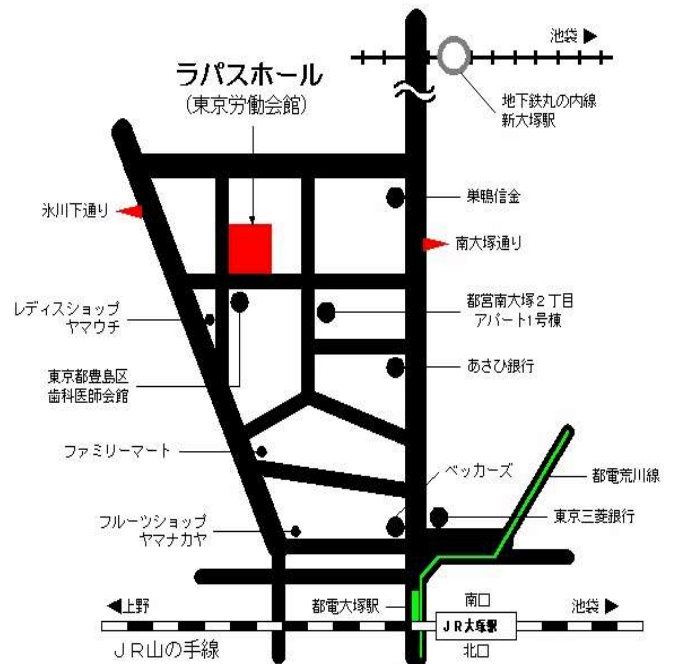 池袋▶
ラパスホール
(東京労働会館)
地下鉄丸の内線
新大塚駅
巣鴨信金
氷川下通り
南大塚通り
レディスショップ
ヤマウチ
都営南大塚2丁目
アパート1号棟
東京都豊島区
歯科医師会館
あさひ銀行
ファミリーマート
ベッカーズ
都電荒川線
フルーツショップ
ヤマナカヤ
東京三菱銀行
◀上野
都電大塚駅
南口
池袋▶
JR大塚駅
JR山の手線
北口